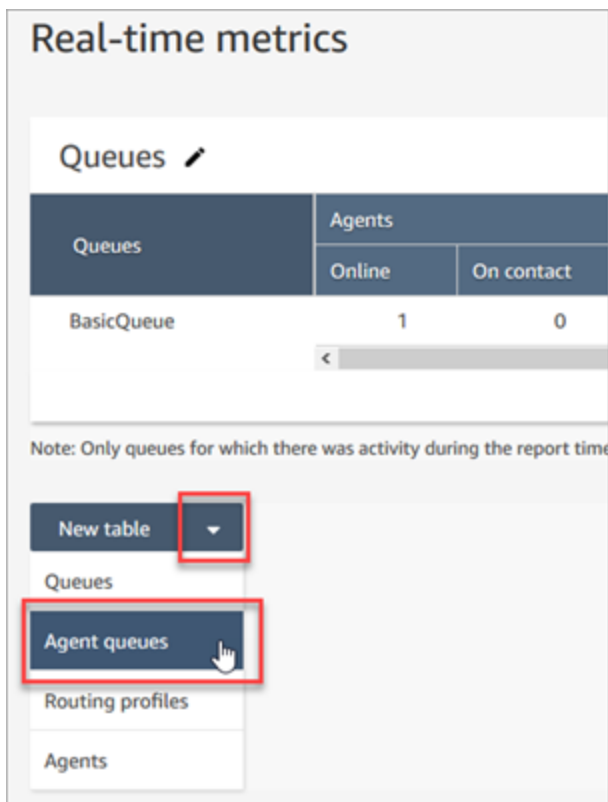 Real-time metrics
Queues
Queues
Agents
Online
On contact
BasicQueue
1
0
Note: Only queues for which there was activity during the report time
New table
Queues
Agent queues
Routing profiles
Agents